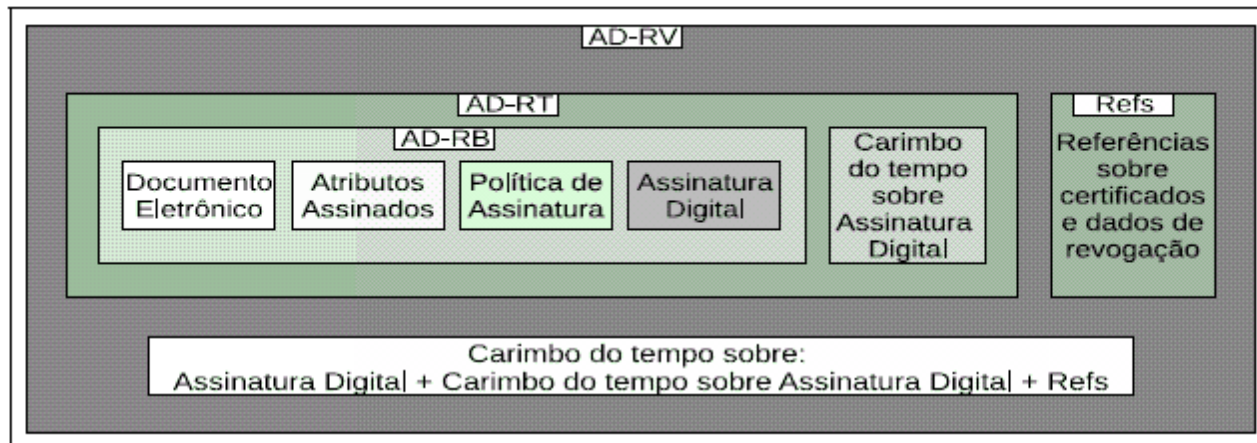 AD-RV
AD-RT
AD-RB
Documento
Eletrônico
Atributos
Assinados
Política de
Assinatura
Assinatura
Digital
Carimbo
do tempo
sobre
Assinatura
Digital
Refs
Referências
sobre
certificados
e dados de
revogação
Carimbo do tempo sobre:
Assinatura Digital + Carimbo do tempo sobre Assinatura Digital + Refs